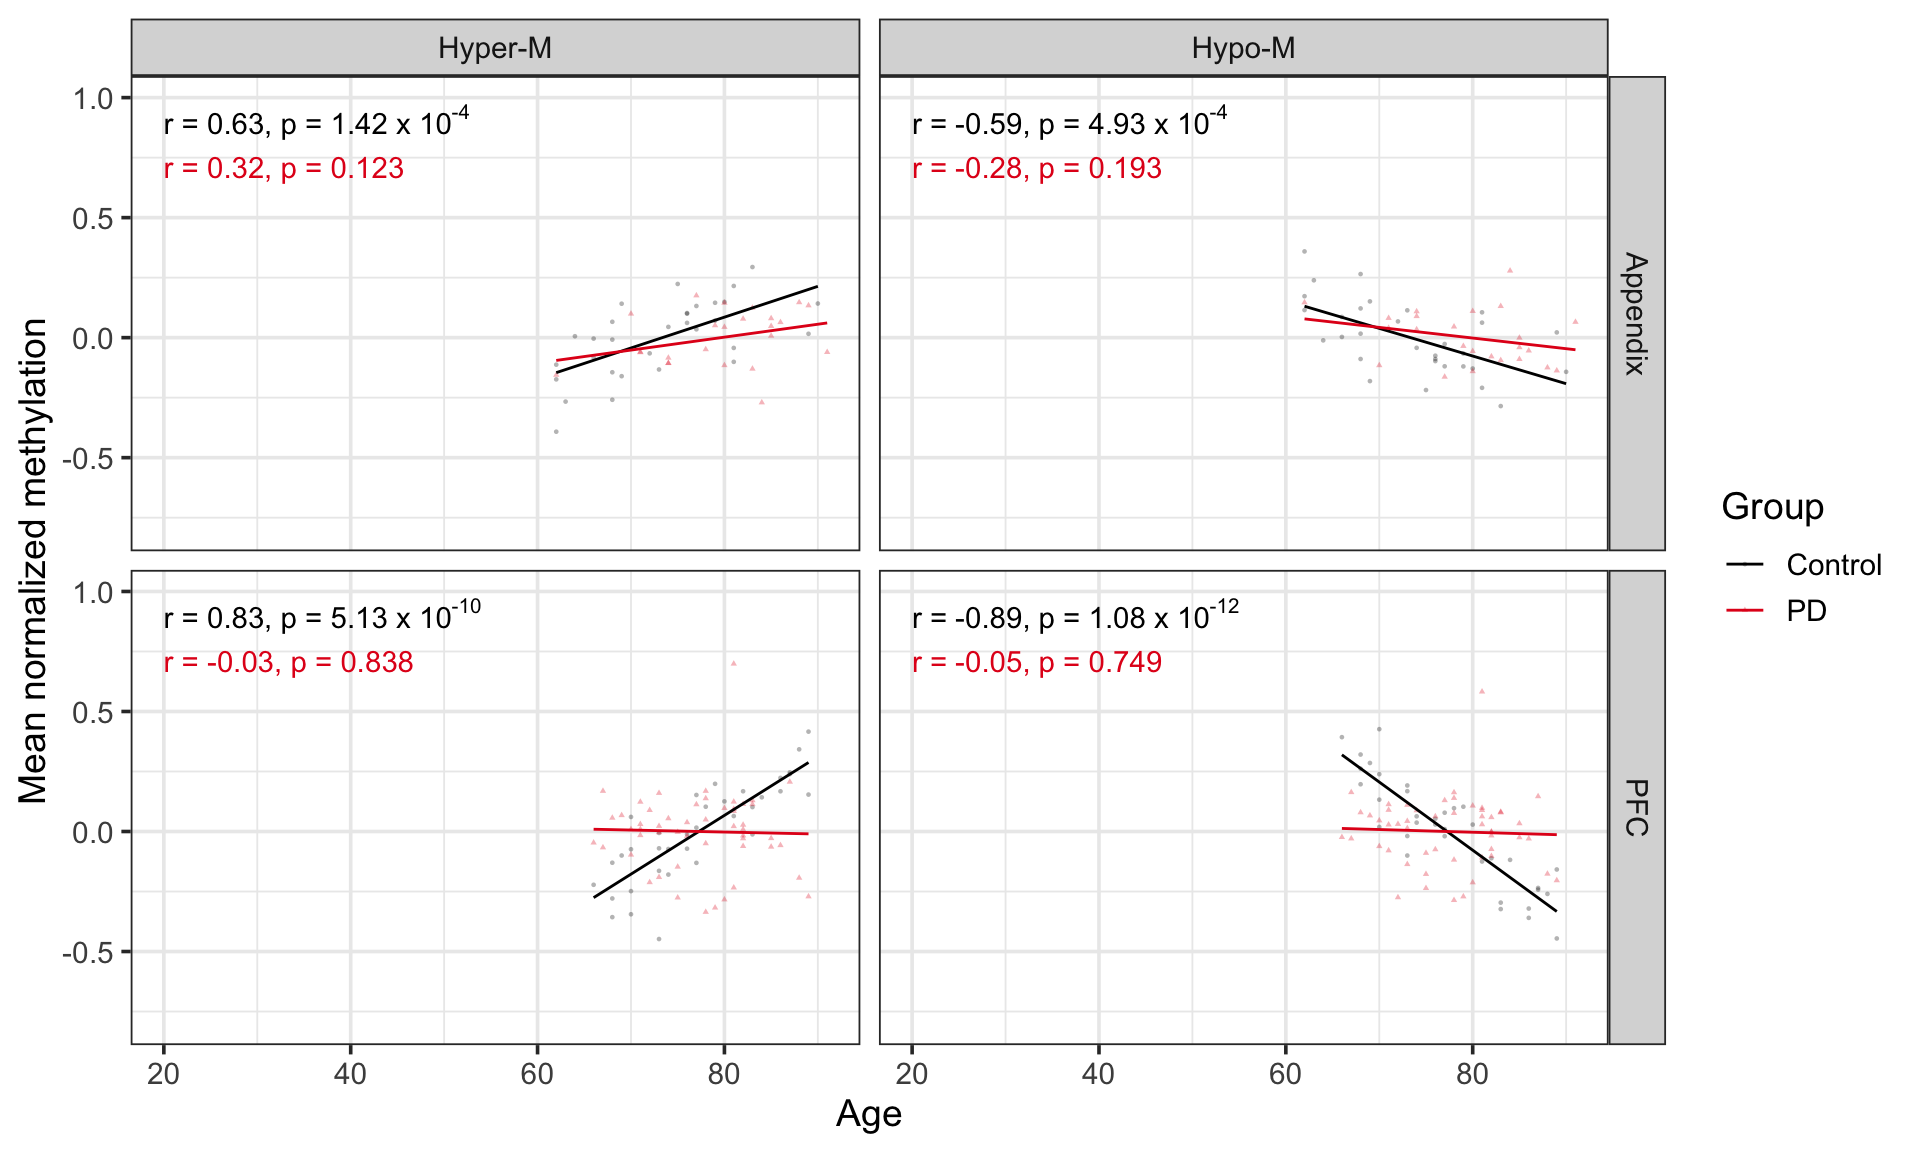 Hyper-M
Hypo-M
Mean normalized methylation
1.0
0.5
0.0
-0.5
r = 0.63, p = 1.42 x 10^-4
r = 0.32, p = 0.123
r = -0.59, p = 4.93 x 10^-4
r = -0.28, p = 0.193
Appendix
1.0
0.5
0.0
-0.5
r = 0.83, p = 5.13 x 10^-10
r = -0.03, p = 0.838
r = -0.89, p = 1.08 x 10^-12
r = -0.05, p = 0.749
PFC
20 40 60 80
20 40 60 80
Age
Group
Control
PD